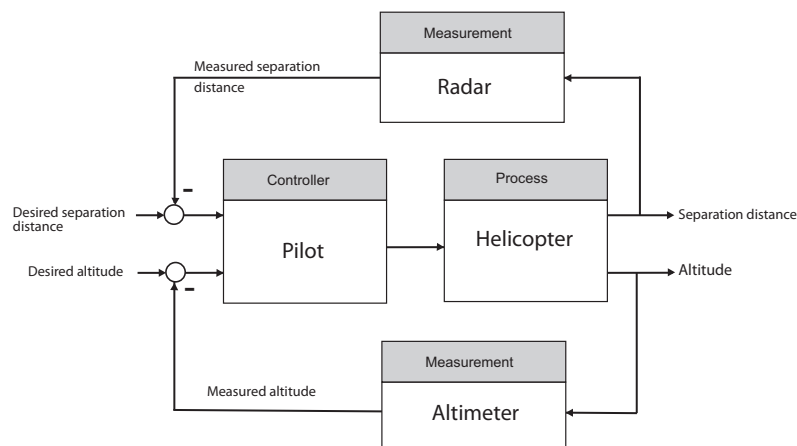 Measurement
Radar
Measured separation
distance
-
Controller
Pilot
Process
Helicopter
Desired separation
distance
Separation distance
Desired altitude
Altitude
-
Measurement
Altimeter
Measured altitude